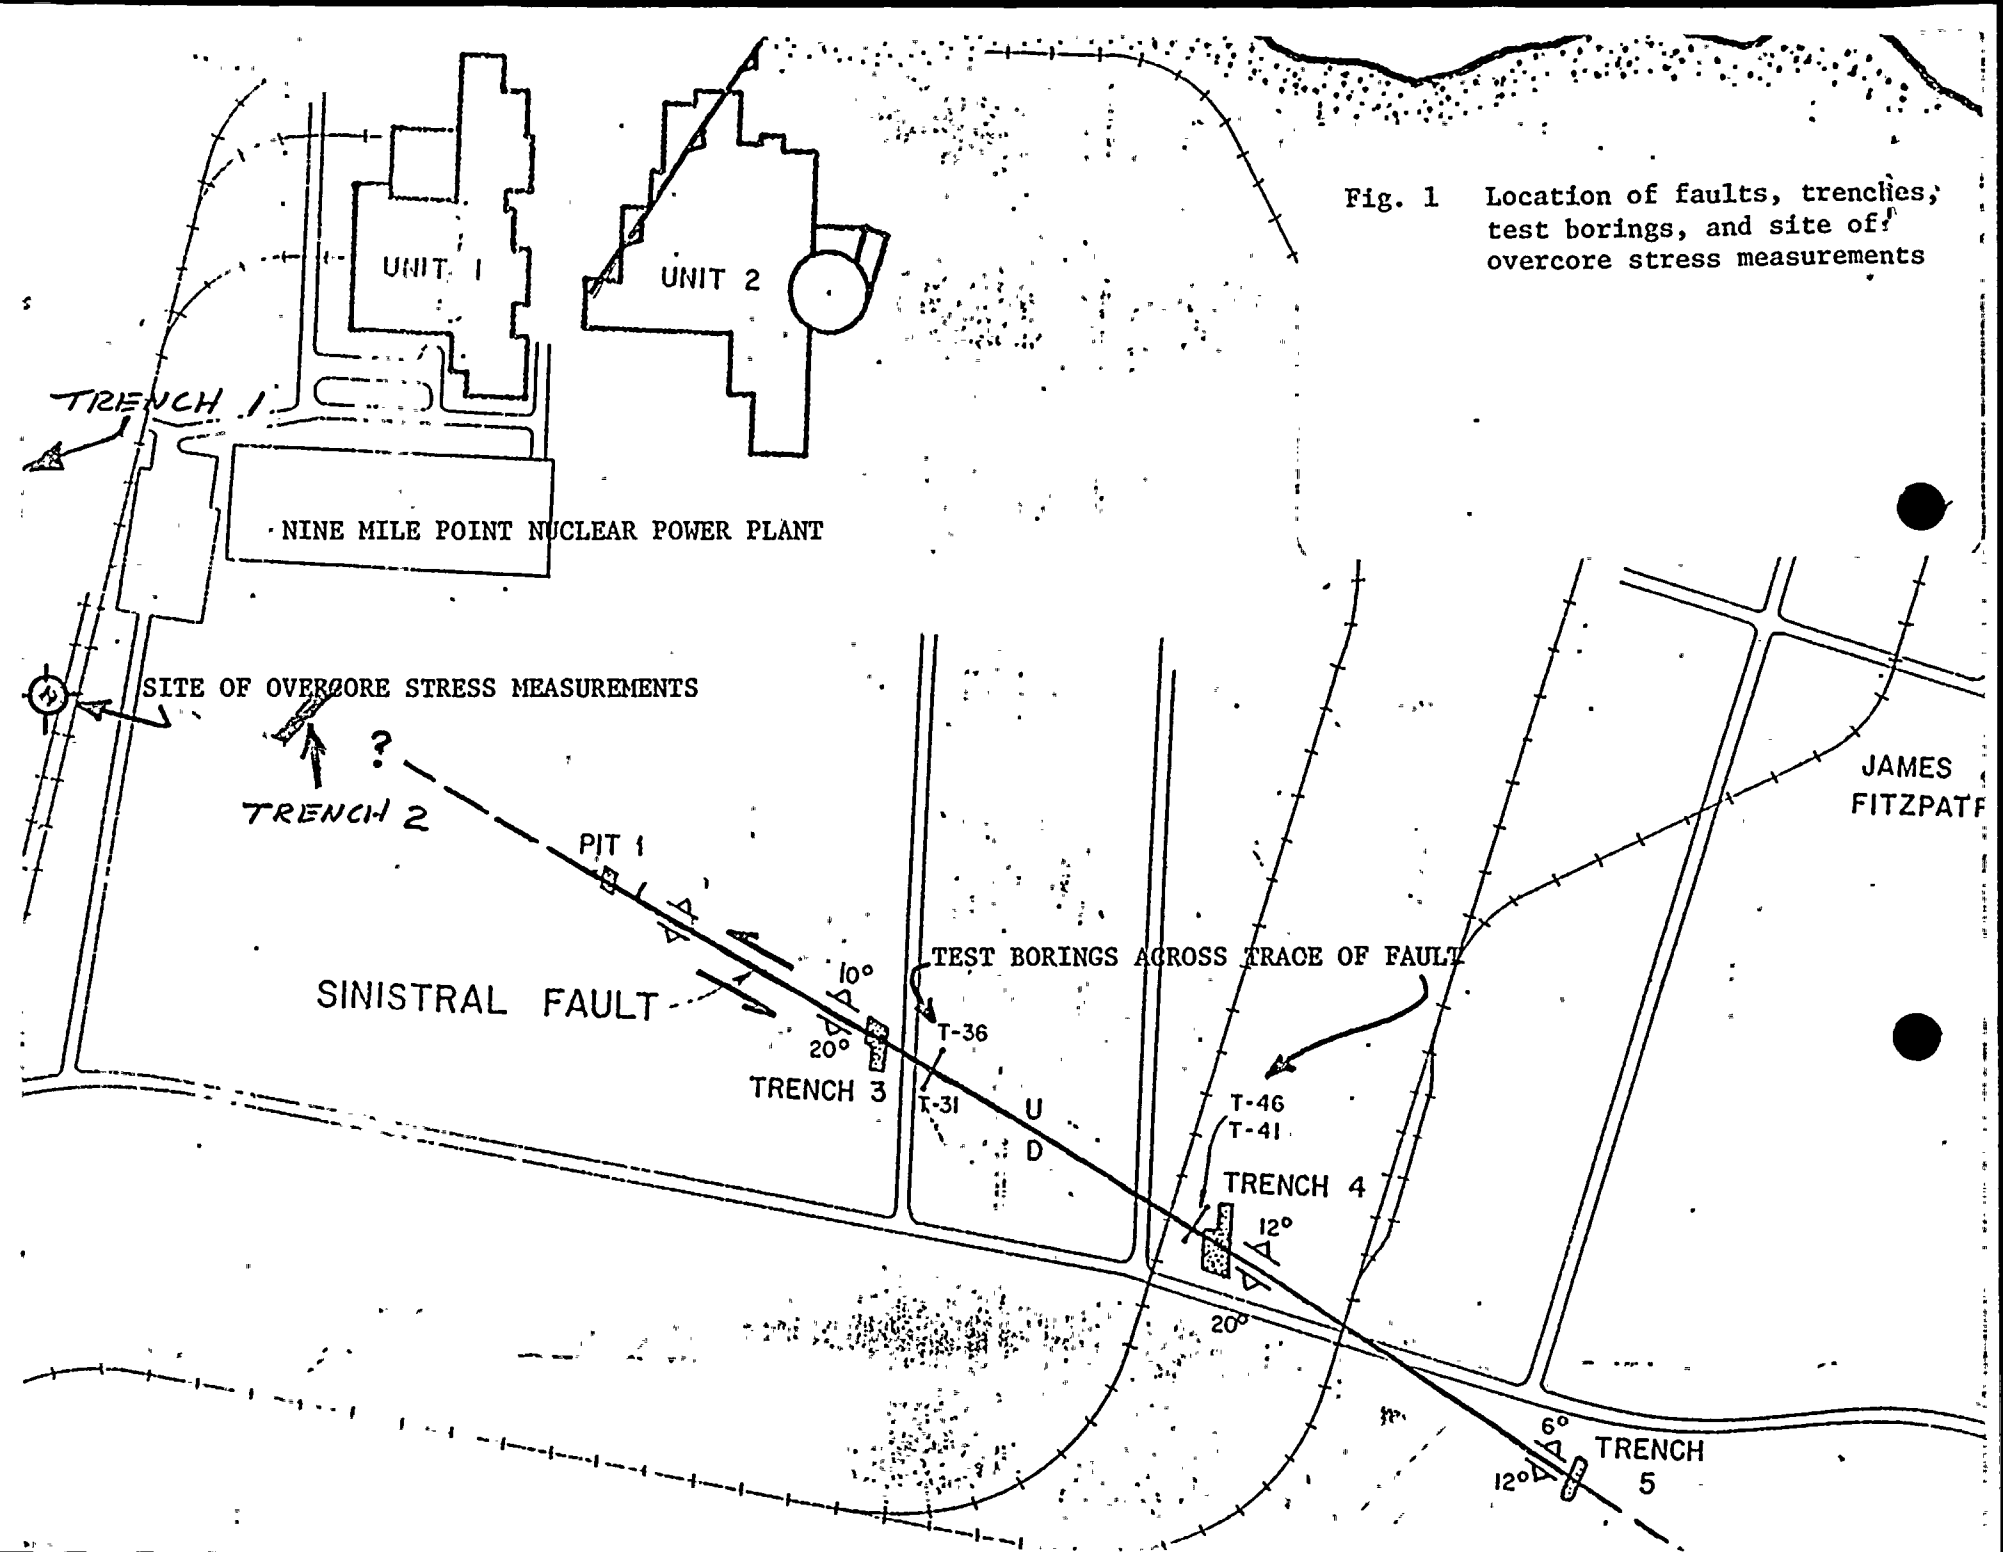 Fig. 1 Location of faults, trenches,
test borings, and site of
overcore stress measurements
UNIT 1
UNIT 2
TRENCH 1
NINE MILE POINT NUCLEAR POWER PLANT
SITE OF OVERCORE STRESS MEASUREMENTS
?
TRENCH 2
JAMES
FITZPATR
PIT 1
TEST BORINGS ACROSS TRACE OF FAULT
10°
SINISTRAL FAULT
T-36
20°
TRENCH 3
T-31
U
D
T-46
T-41
TRENCH 4
12°
20°
6°
TRENCH
5
12°